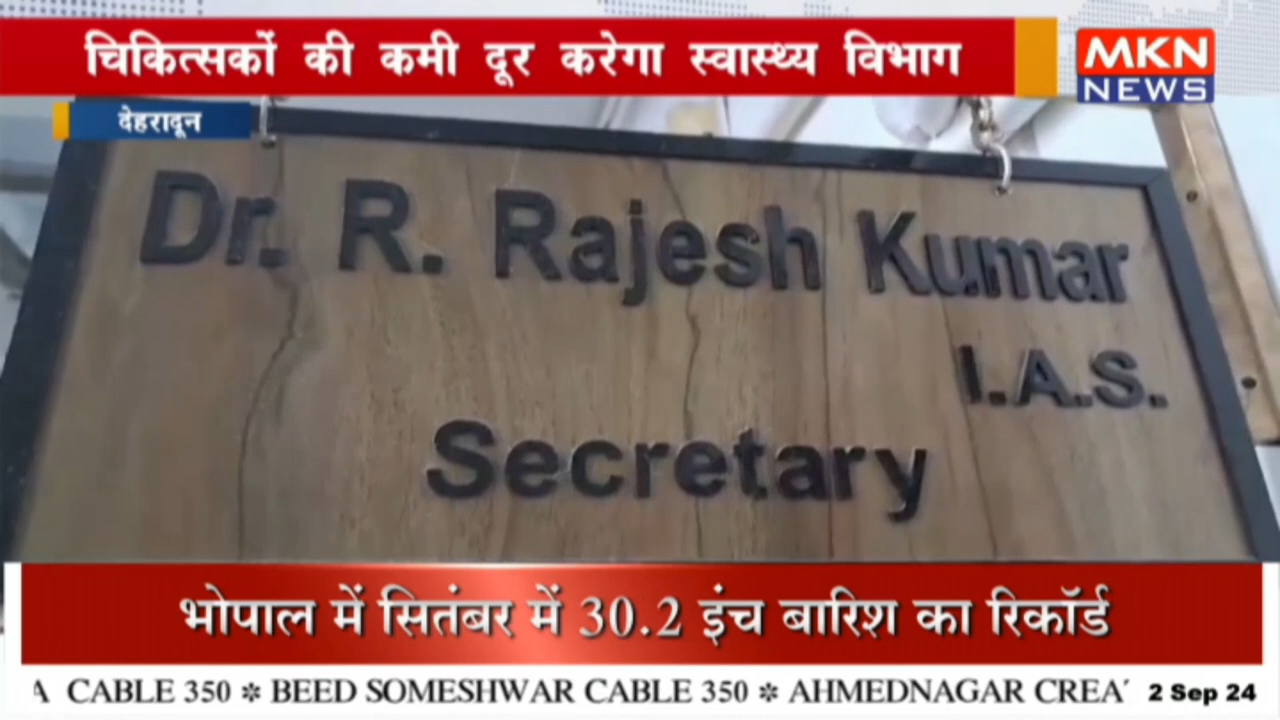 चिकित्सकों की कमी दूर करेगा स्वास्थ्य विभाग
MKN
NEWS
देहरादून
Dr. R. Rajesh Kumar
I.A.S.
Secretary
भोपाल में सितंबर में 30.2 इंच बारिश का रिकॉर्ड
CABLE 350 ✲ BEED SOMESHWAR CABLE 350 ✲ AHMEDNAGAR CREA
2 Sep 24